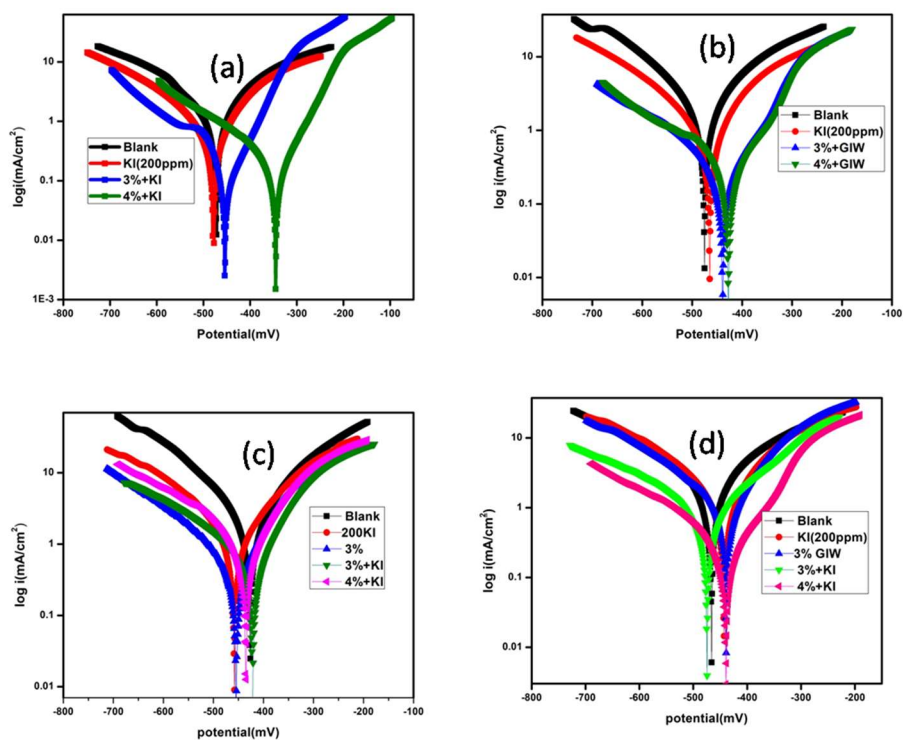 (a)
logi(mA/cm²)
10
1
0.1
0.01
1E-3
Blank
KI(200ppm)
3%+KI
4%+KI
-800 -700 -600 -500 -400 -300 -200 -100
Potential(mV)
(b)
log i(mA/cm²)
10
1
0.1
0.01
Blank
KI(200ppm)
3%+GIW
4%+GIW
-800 -700 -600 -500 -400 -300 -200 -100
Potential(mV)
(c)
log i(mA/cm²)
10
1
0.1
0.01
Blank
200KI
3%
3%+KI
4%+KI
-800 -700 -600 -500 -400 -300 -200 -100
potential(mV)
(d)
log i(mA/cm²)
10
1
0.1
0.01
Blank
KI(200ppm)
3% GIW
3%+KI
4%+KI
-800 -700 -600 -500 -400 -300 -200
potential(mV)